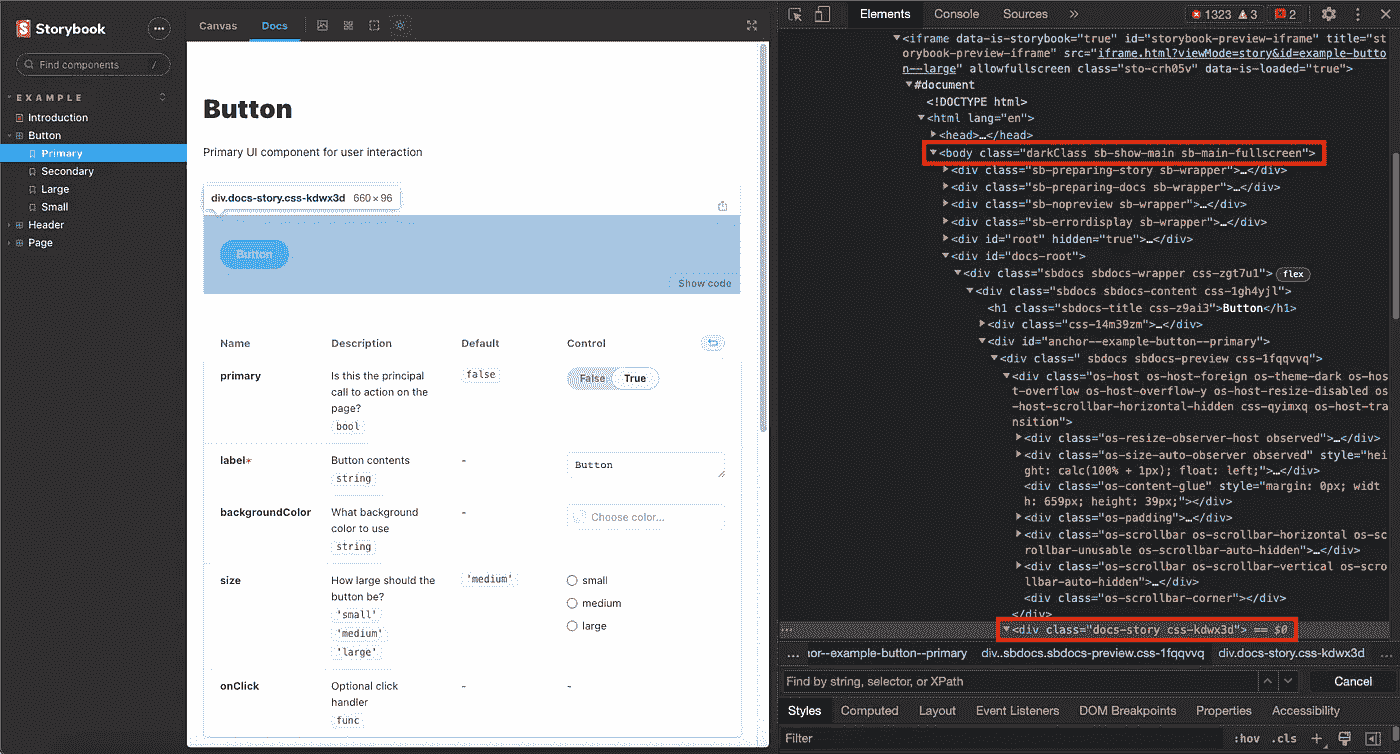 Storybook
Find components
/
EXAMPLE
Introduction
Button
Primary
Secondary
Large
Small
Header
Page
Canvas
Docs
Button
Primary UI component for user interaction
div.docs-story.css-kdwx3d 660 × 96
Button
Show code
Name Description Default Control
primary Is this the principal false False True
call to action on the
page?
bool
label* Button contents - Button
string
backgroundColor What background - Choose color...
color to use
string
size How large should the 'medium' small
button be? medium
'small' large
'medium'
'large'
onClick Optional click - -
handler
func
Elements Console Sources » 1323 3 2
<iframe data-is-storybook="true" id="storybook-preview-iframe" title="st
orybook-preview-iframe" src="iframe.html?viewMode=story&id=example-butto
n--large" allowfullscreen class="sto-crh05v" data-is-loaded="true">
#document
<!DOCTYPE html>
<html lang="en">
<head>…</head>
<body class="darkClass sb-show-main sb-main-fullscreen">
<div class="sb-preparing-story sb-wrapper">…</div>
<div class="sb-preparing-docs sb-wrapper">…</div>
<div class="sb-nopreview sb-wrapper">…</div>
<div class="sb-errordisplay sb-wrapper">…</div>
<div id="root" hidden="true">…</div>
<div id="docs-root">
<div class="sbdocs sbdocs-wrapper css-zgt7u1"> flex
<div class="sbdocs sbdocs-content css-1gh4yjl">
<h1 class="sbdocs-title css-z9ai3">Button</h1>
<div class="css-14m39zm">…</div>
<div id="anchor--example-button--primary">
<div class=" sbdocs sbdocs-preview css-1fqqvvq">
<div class="os-host os-host-foreign os-theme-dark os-hos
t-overflow os-host-overflow-y os-host-resize-disabled os
-host-scrollbar-horizontal-hidden css-qyimxq os-host-tra
nsition">
<div class="os-resize-observer-host observed">…</div>
<div class="os-size-auto-observer observed" style="hei
ght: calc(100% + 1px); float: left;">…</div>
<div class="os-content-glue" style="margin: 0px; widt
h: 659px; height: 39px;"></div>
<div class="os-padding">…</div>
<div class="os-scrollbar os-scrollbar-horizontal os-sc
rollbar-unusable os-scrollbar-auto-hidden">…</div>
<div class="os-scrollbar os-scrollbar-vertical os-scro
llbar-auto-hidden">…</div>
<div class="os-scrollbar-corner"></div>
</div>
<div class="docs-story css-kdwx3d"> == $0
... ıor--example-button--primary div..sbdocs.sbdocs-preview.css-1fqqvvq div.docs-story.css-kdwx3d ...
Find by string, selector, or XPath Cancel
Styles Computed Layout Event Listeners DOM Breakpoints Properties Accessibility
Filter :hov .cls +